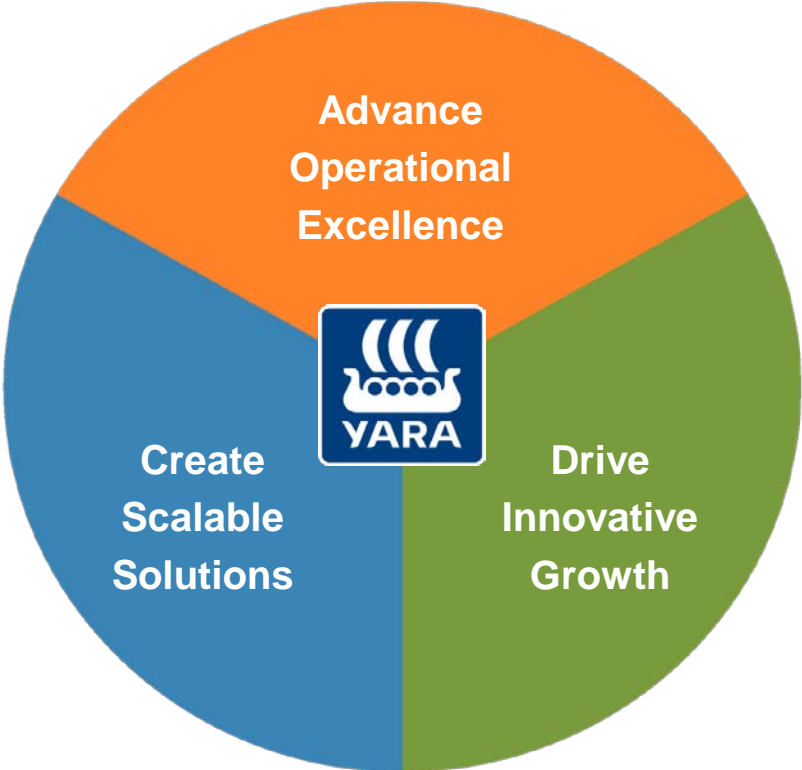 Advance
Operational
Excellence
YARA
Create
Scalable
Solutions
Drive
Innovative
Growth